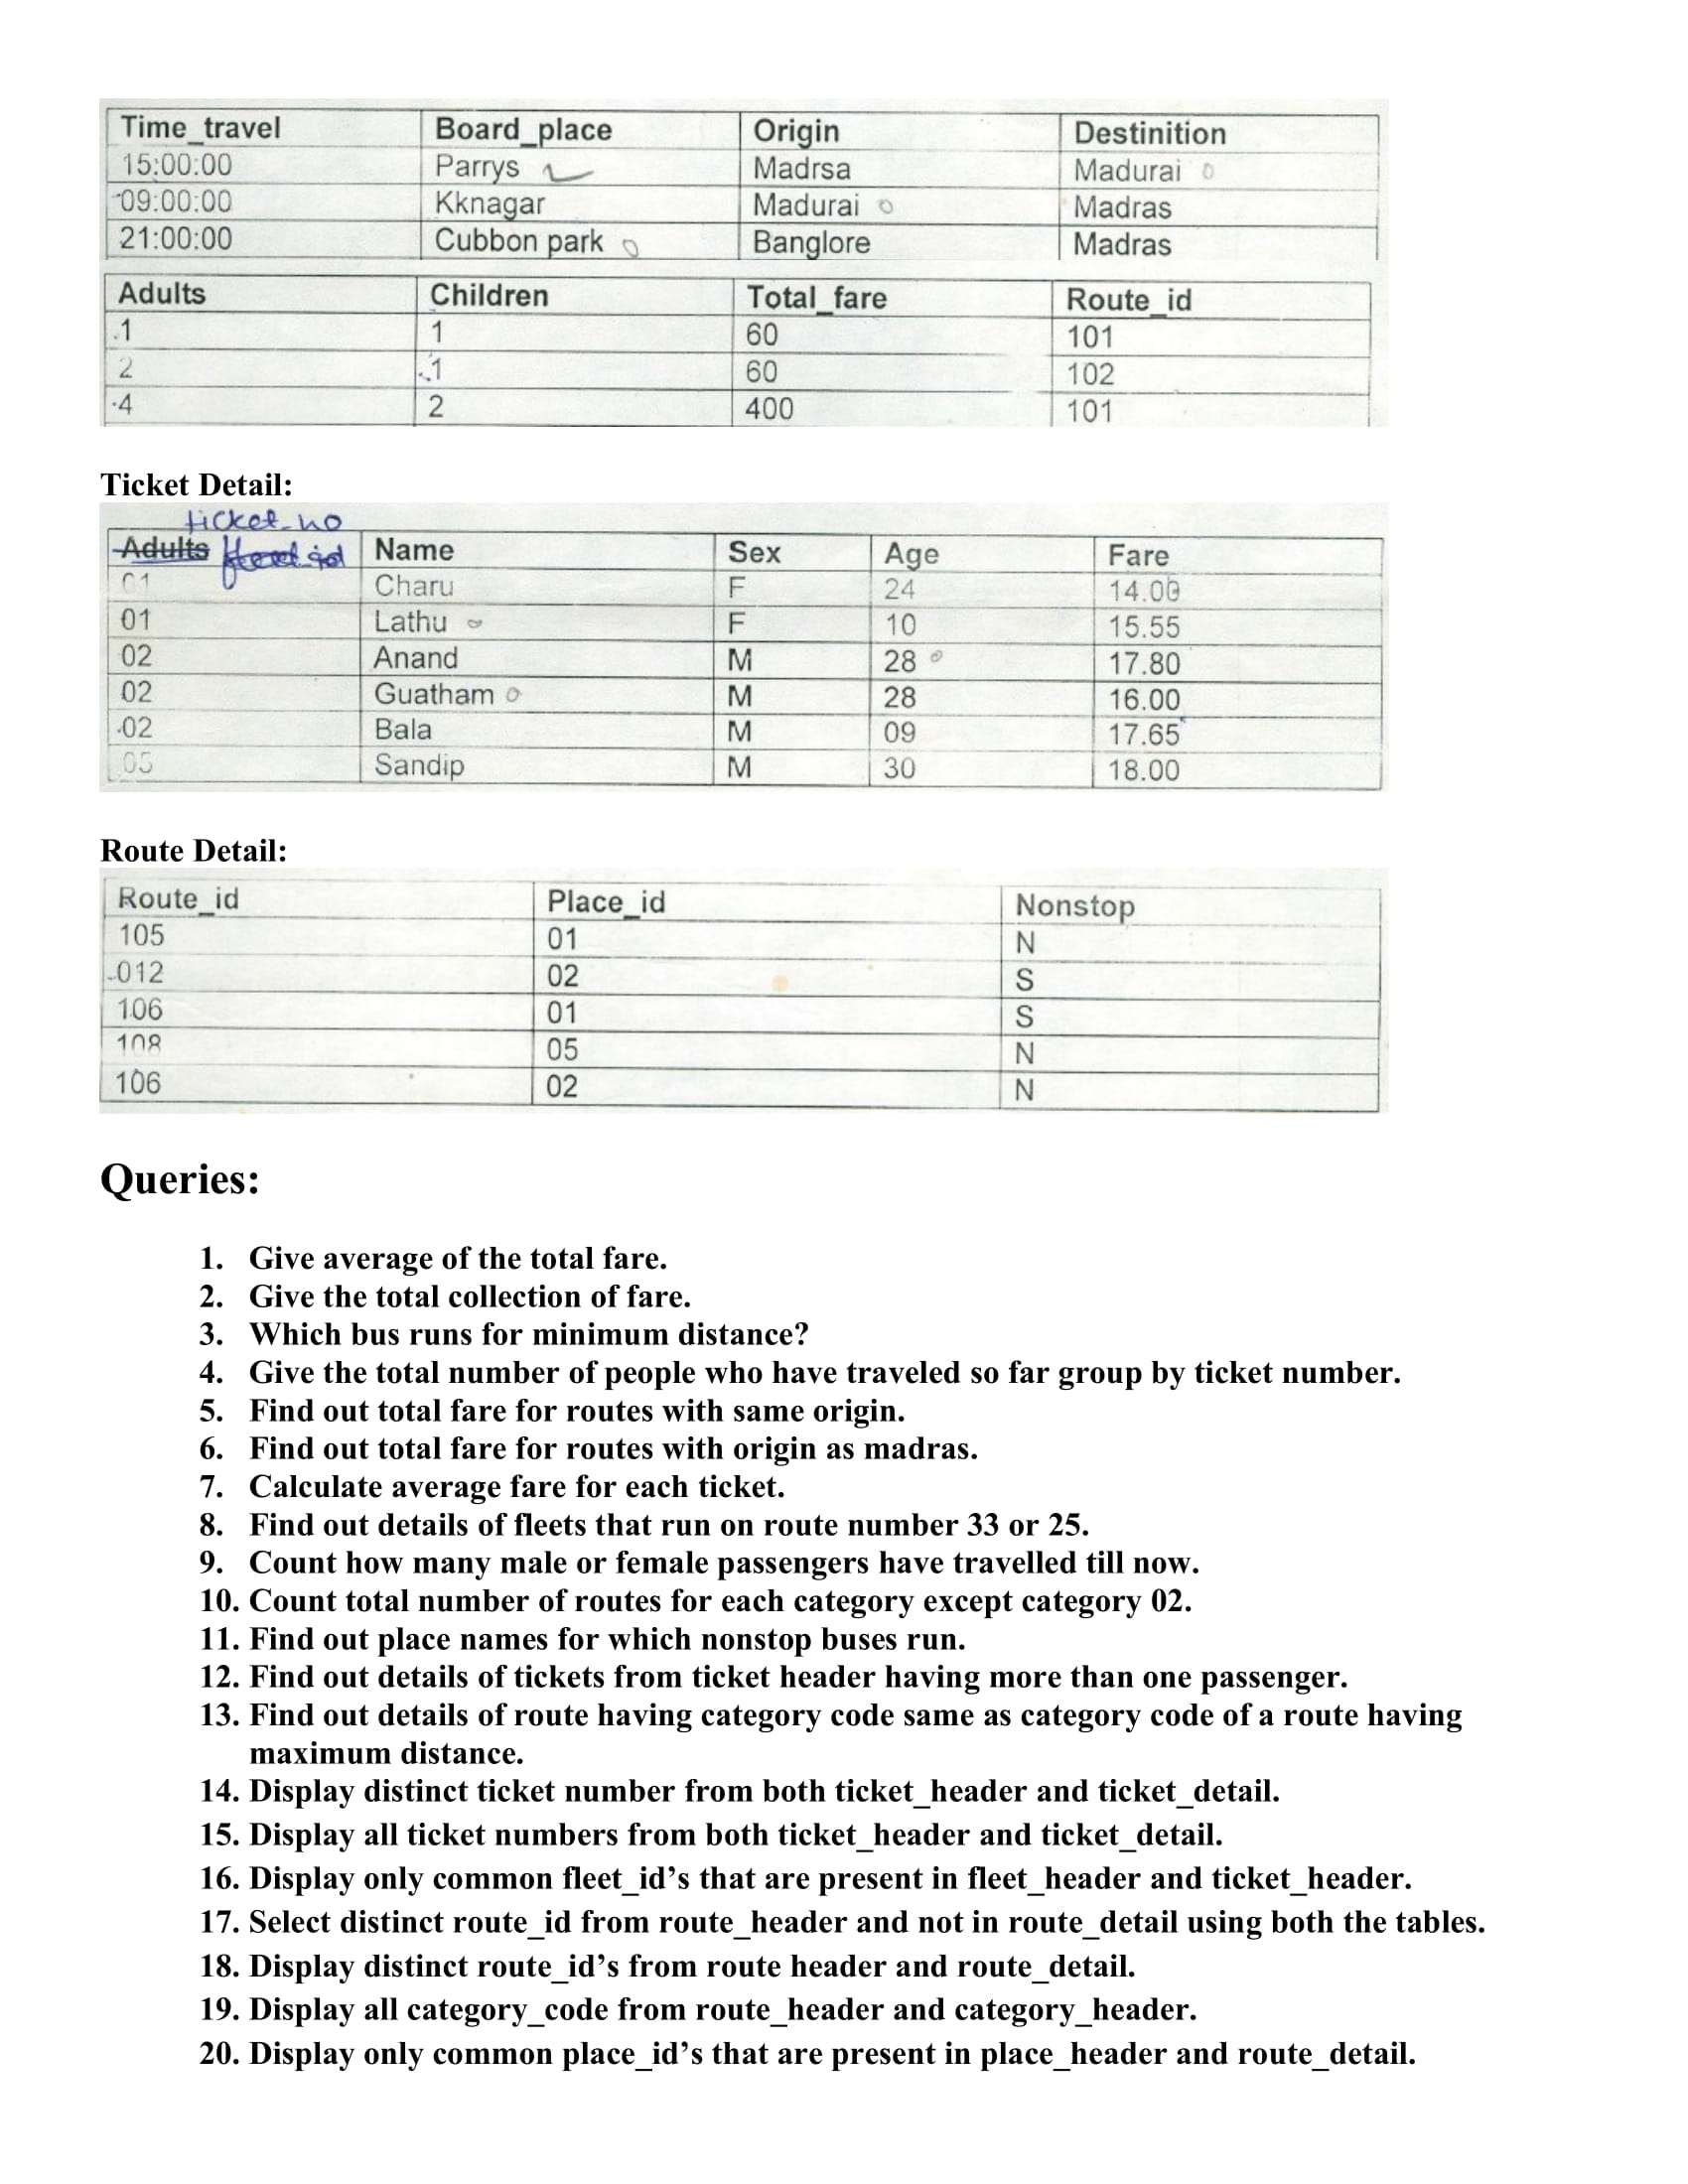 Time_travel Board_place Origin Destinition
15:00:00 Parrys Madrsa Madurai
09:00:00 Kknagar Madurai Madras
21:00:00 Cubbon park Banglore Madras
Adults Children Total_fare Route_id
1 1 60 101
2 1 60 102
4 2 400 101
Ticket Detail:
ticket_no
Adults Name Sex Age Fare
01 Charu F 24 14.00
01 Lathu F 10 15.55
02 Anand M 28 17.80
02 Guatham M 28 16.00
02 Bala M 09 17.65
05 Sandip M 30 18.00
Route Detail:
Route_id Place_id Nonstop
105 01 N
012 02 S
106 01 S
108 05 N
106 02 N
Queries:
1. Give average of the total fare.
2. Give the total collection of fare.
3. Which bus runs for minimum distance?
4. Give the total number of people who have traveled so far group by ticket number.
5. Find out total fare for routes with same origin.
6. Find out total fare for routes with origin as madras.
7. Calculate average fare for each ticket.
8. Find out details of fleets that run on route number 33 or 25.
9. Count how many male or female passengers have travelled till now.
10. Count total number of routes for each category except category 02.
11. Find out place names for which nonstop buses run.
12. Find out details of tickets from ticket header having more than one passenger.
13. Find out details of route having category code same as category code of a route having
maximum distance.
14. Display distinct ticket number from both ticket_header and ticket_detail.
15. Display all ticket numbers from both ticket_header and ticket_detail.
16. Display only common fleet_id’s that are present in fleet_header and ticket_header.
17. Select distinct route_id from route_header and not in route_detail using both the tables.
18. Display distinct route_id’s from route header and route_detail.
19. Display all category_code from route_header and category_header.
20. Display only common place_id’s that are present in place_header and route_detail.